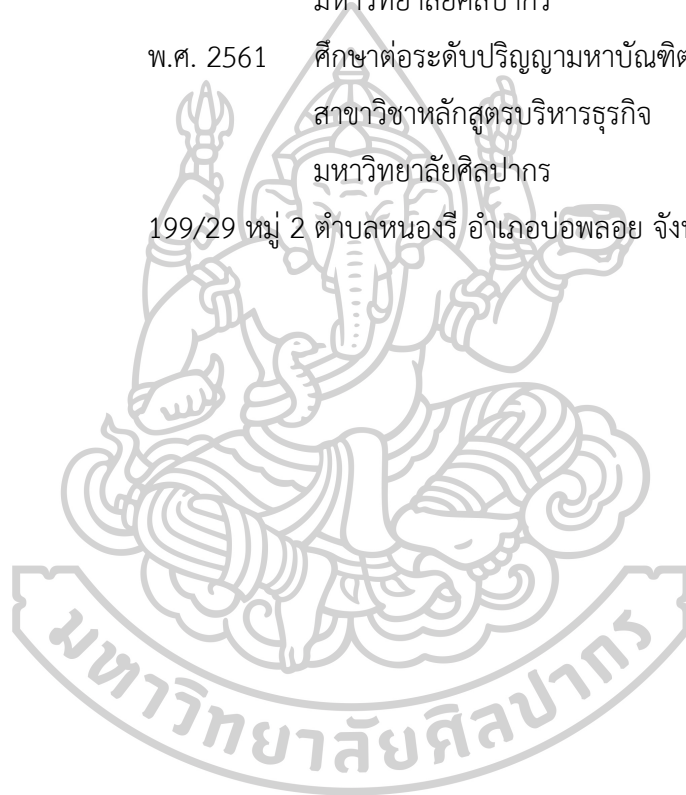 มหาวิทยาลัยศิลปากร
พ.ศ. 2561 ศึกษาต่อระดับปริญญามหาบัณฑิต
สาขาวิชาหลักสูตรบริหารธุรกิจ
มหาวิทยาลัยศิลปากร
199/29 หมู่ 2 ตำบลหนองรี อำเภอบ่อพลอย
มหาวิทยาลัยศิลปากร